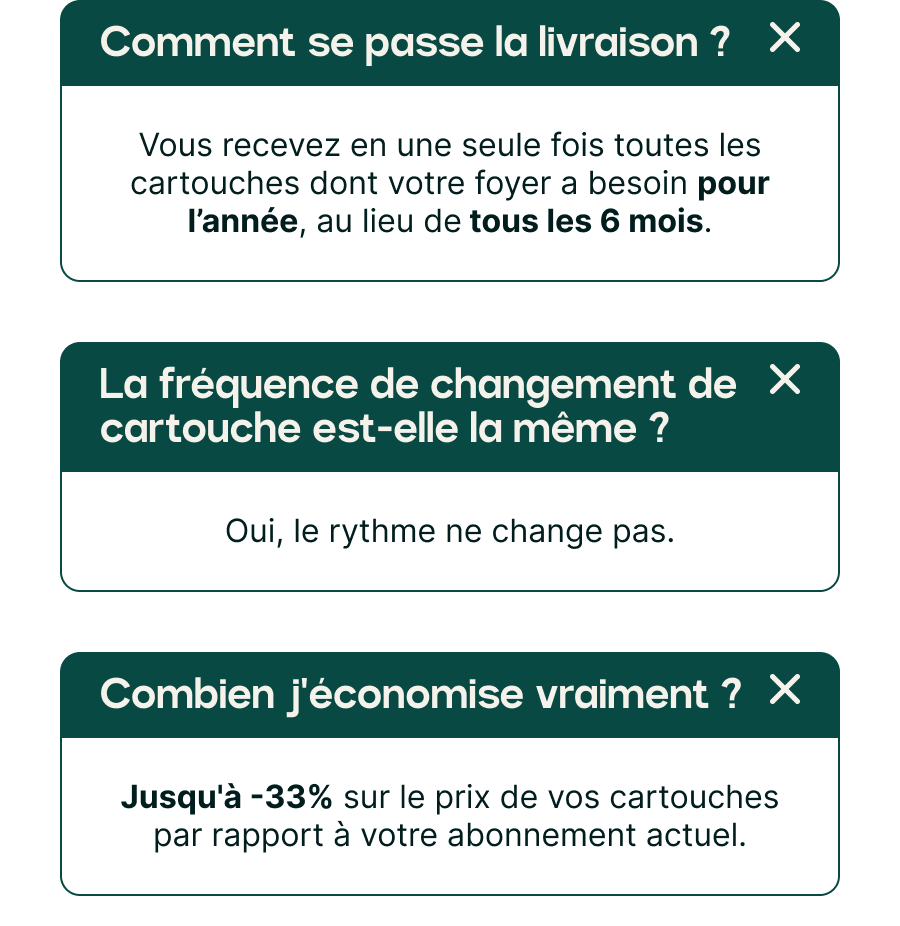 Comment se passe la livraison ?
Vous recevez en une seule fois toutes les
cartouches dont votre foyer a besoin pour
l’année, au lieu de tous les 6 mois.
La fréquence de changement de
cartouche est-elle la même ?
Oui, le rythme ne change pas.
Combien j'économise vraiment ?
Jusqu'à -33% sur le prix de vos cartouches
par rapport à votre abonnement actuel.